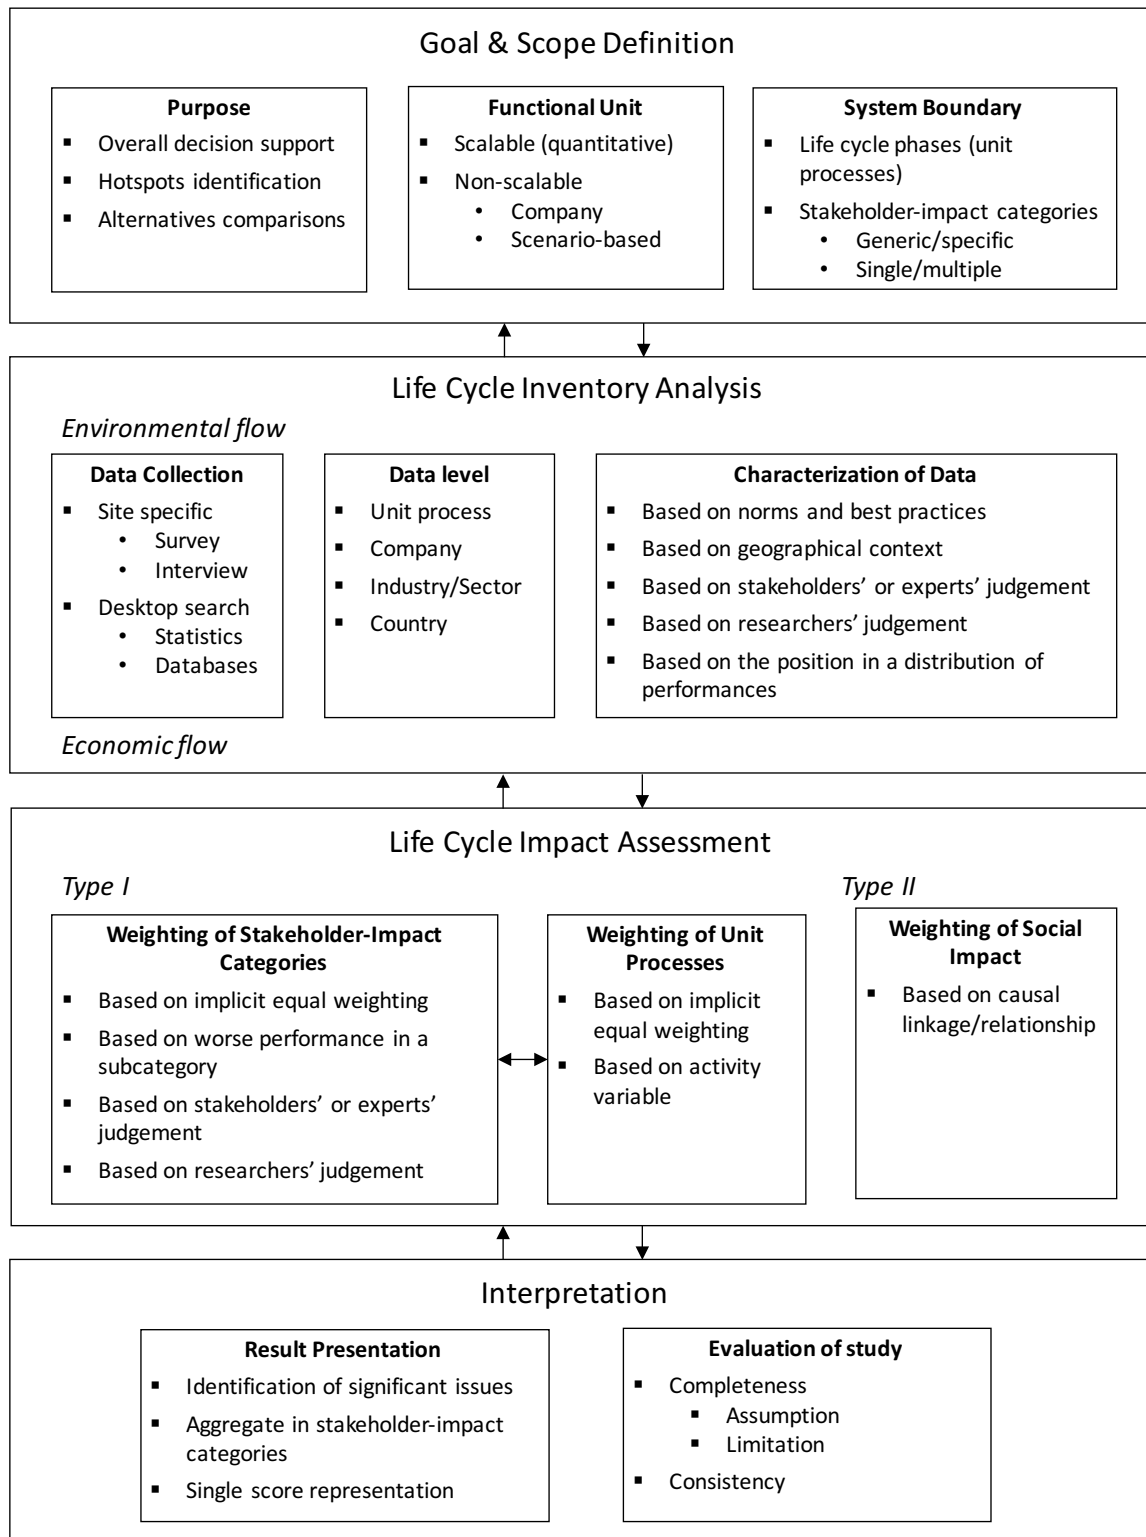 Goal & Scope Definition
Purpose
Overall decision support
Hotspots identification
Alternatives comparisons
Functional Unit
Scalable (quantitative)
Non-scalable
Company
Scenario-based
System Boundary
Life cycle phases (unit
processes)
Stakeholder-impact categories
Generic/specific
Single/multiple
Life Cycle Inventory Analysis
Environmental flow
Data Collection
Site specific
Survey
Interview
Desktop search
Statistics
Databases
Data level
Unit process
Company
Industry/Sector
Country
Characterization of Data
Based on norms and best practices
Based on geographical context
Based on stakeholders’ or experts’ judgement
Based on researchers’ judgement
Based on the position in a distribution of
performances
Economic flow
Life Cycle Impact Assessment
Type I
Weighting of Stakeholder-Impact
Categories
Based on implicit equal weighting
Based on worse performance in a
subcategory
Based on stakeholders’ or experts’
judgement
Based on researchers’ judgement
Weighting of Unit
Processes
Based on implicit
equal weighting
Based on activity
variable
Type II
Weighting of Social
Impact
Based on causal
linkage/relationship
Interpretation
Result Presentation
Identification of significant issues
Aggregate in stakeholder-impact
categories
Single score representation
Evaluation of study
Completeness
Assumption
Limitation
Consistency